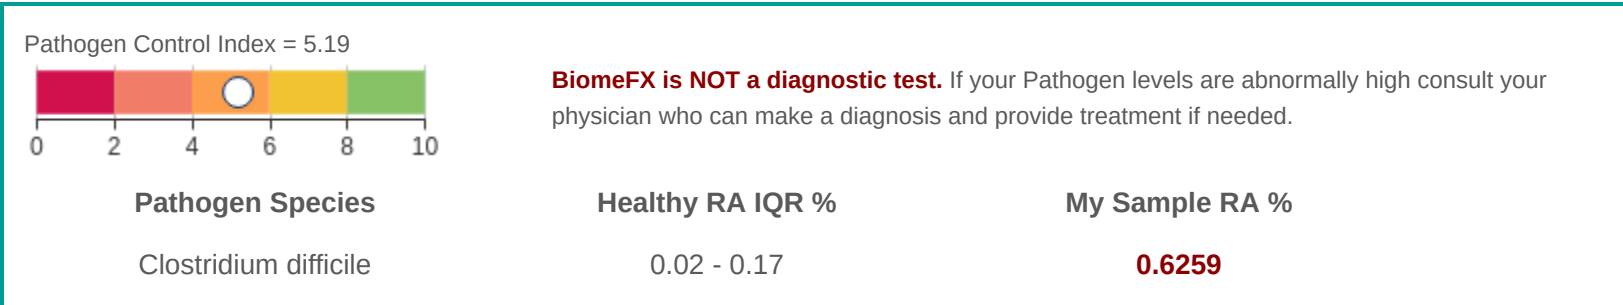 Pathogen Control Index = 5.19
0 2 4 6 8 10
BiomeFX is NOT a diagnostic test. If your Pathogen levels are abnormally high consult your
physician who can make a diagnosis and provide treatment if needed.
Pathogen Species Healthy RA IQR % My Sample RA %
Clostridium difficile 0.02 - 0.17 0.6259